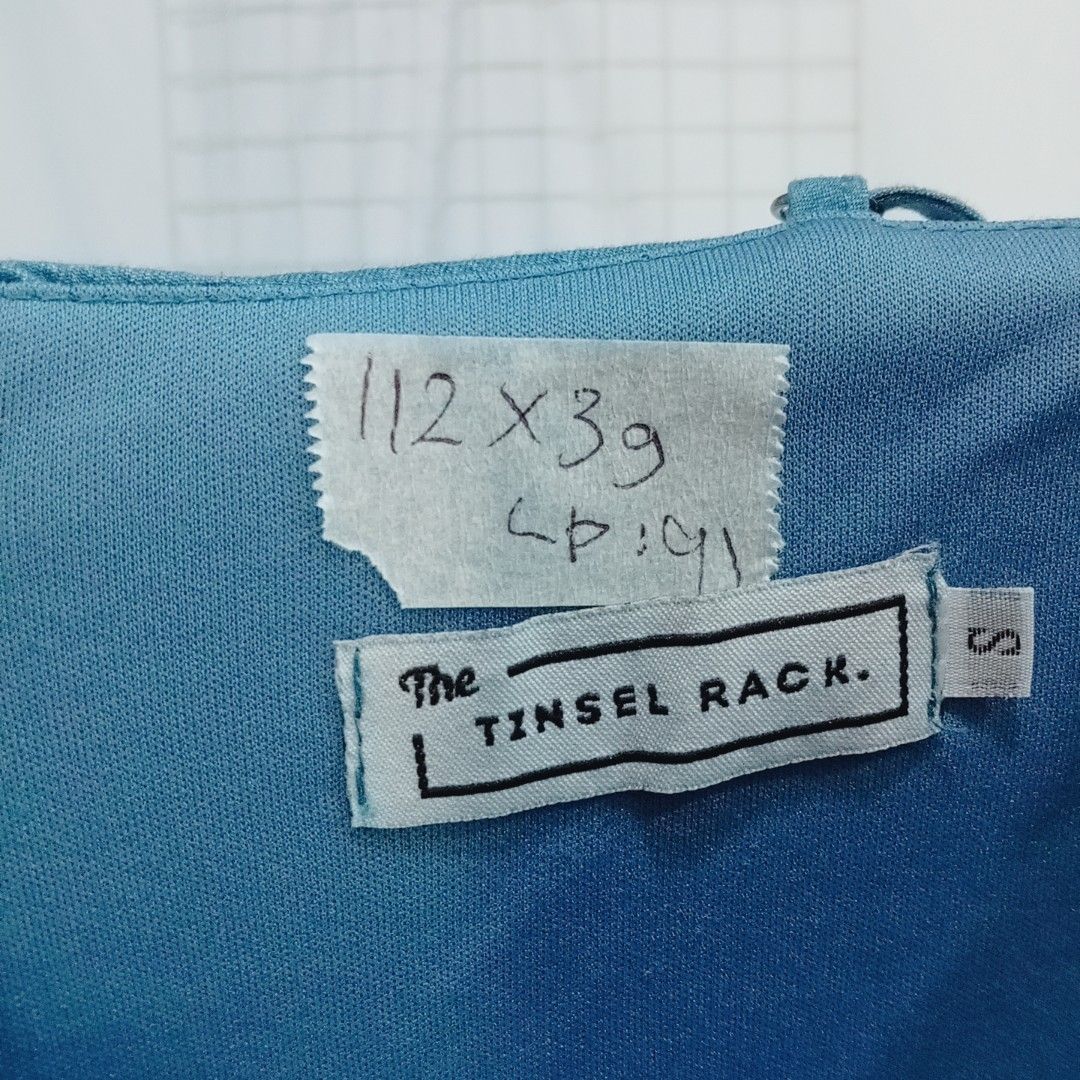 112 x 39
Lp : 91
The
TINSEL RACK.
S